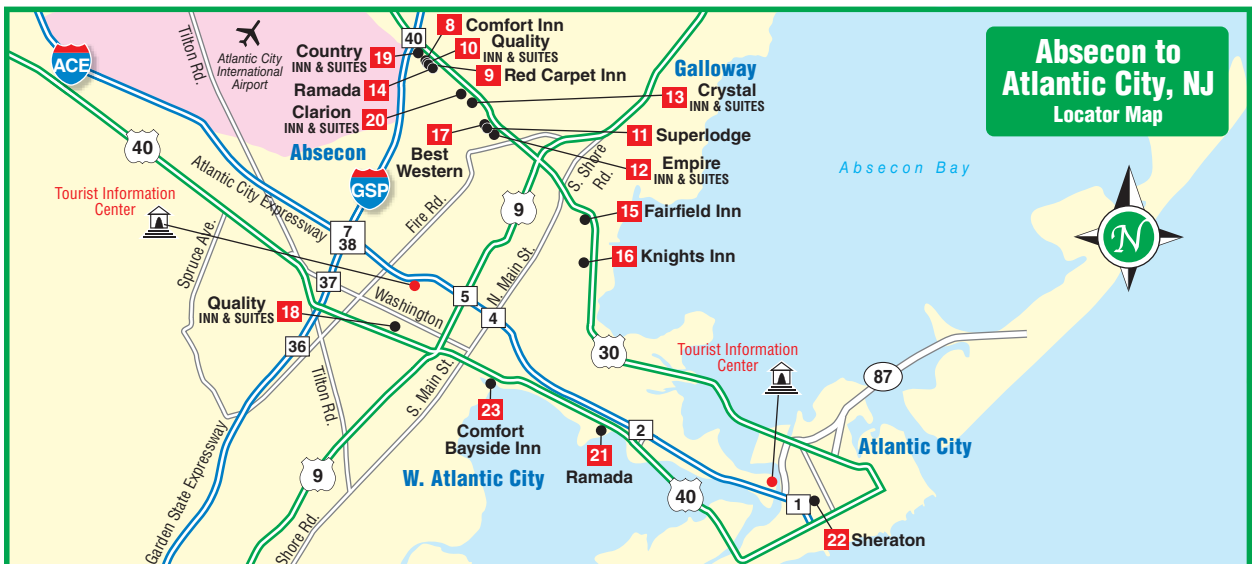 Absecon to
Atlantic City, NJ
Locator Map
ACE
Tilton Rd.
Atlantic City
International
Airport
40
8 Comfort Inn
10 Quality
INN & SUITES
9 Red Carpet Inn
Country
INN & SUITES 19
Ramada 14
Clarion
INN & SUITES 20
Galloway
13 Crystal
INN & SUITES
17
Best
Western
11 Superlodge
12 Empire
INN & SUITES
40
Absecon
GSP
Atlantic City Expressway
Tourist Information
Center
Spruce Ave.
Fire Rd.
9
S. Shore
Rd.
15 Fairfield Inn
16 Knights Inn
Absecon Bay
N
7
38
37
Washington
5
4
N. Main St.
Quality
INN & SUITES 18
36
Tilton Rd.
S. Main St.
30
Tourist Information
Center
87
23
Comfort
Bayside Inn
2
21
Ramada
Atlantic City
W. Atlantic City
9
40
1
22 Sheraton
Garden State Expressway
Shore Rd.